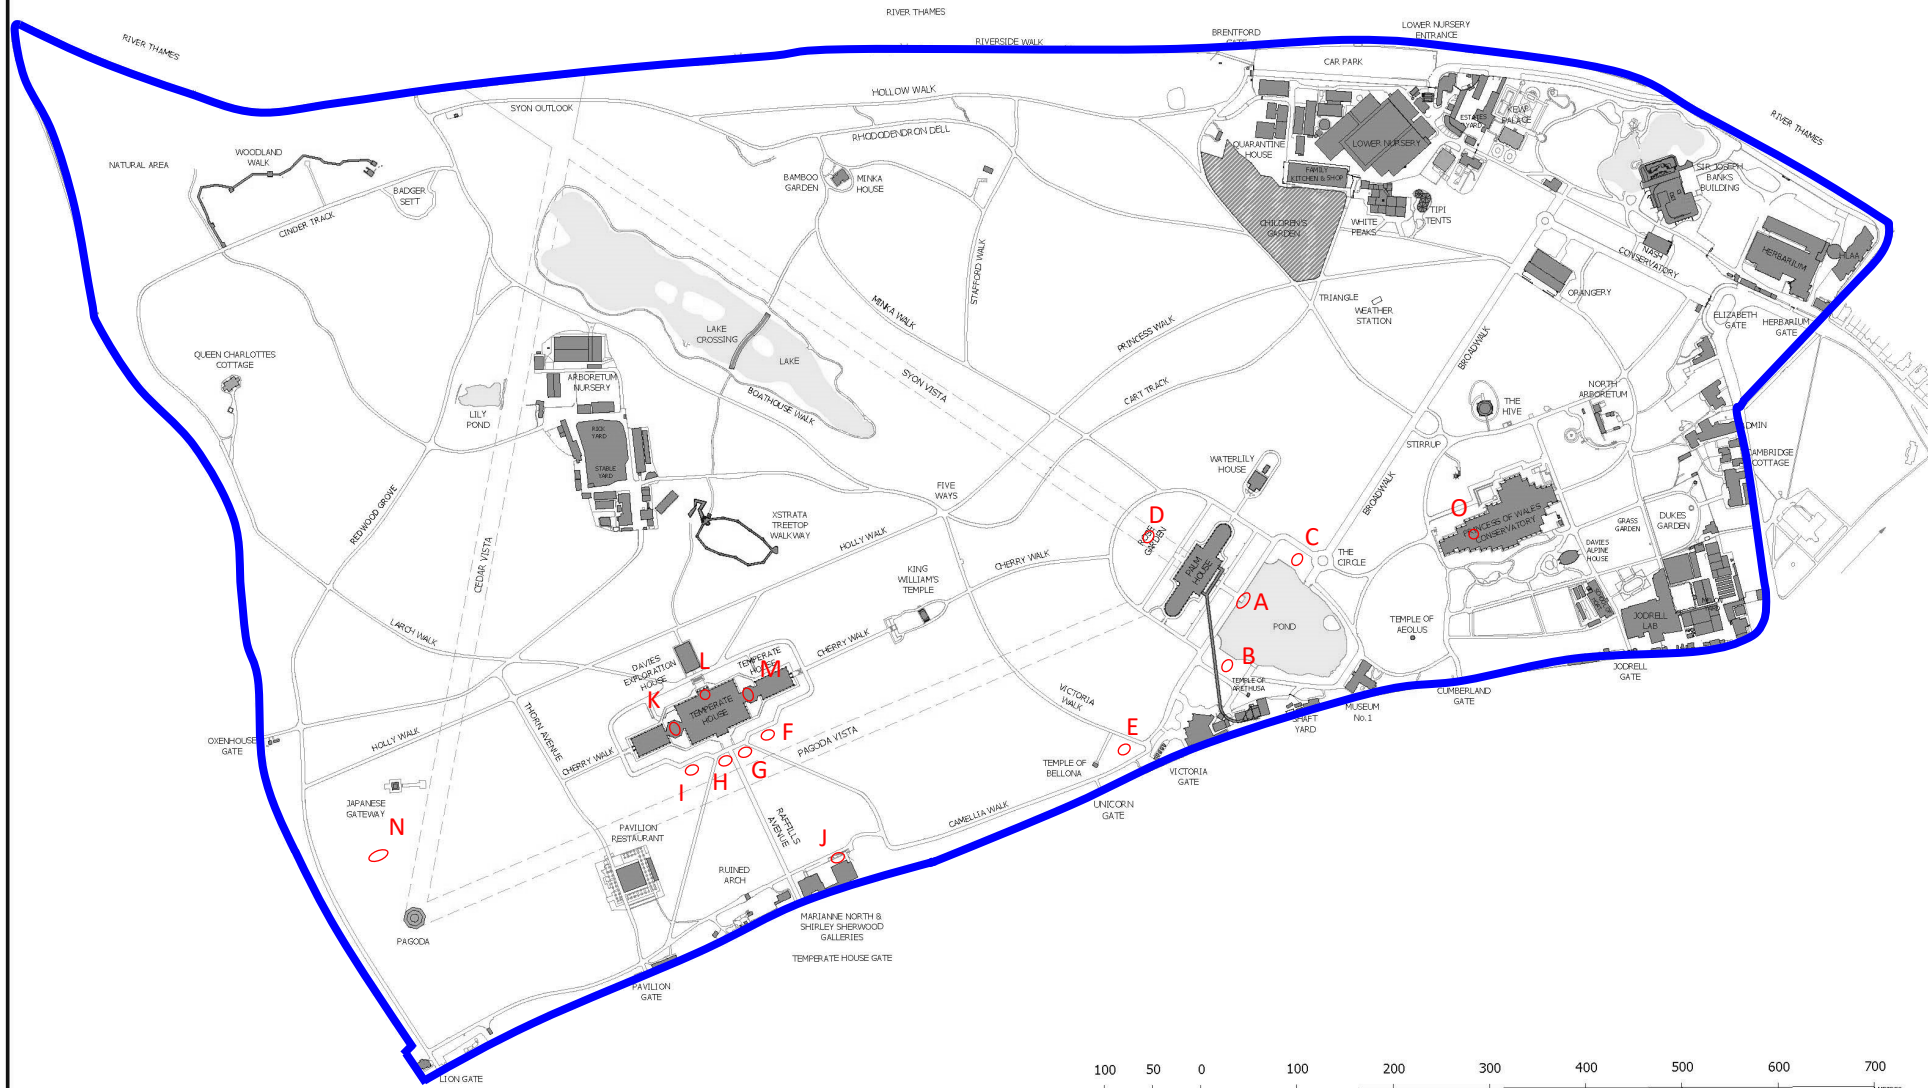 RIVER THAMES
RIVER THAMES
RIVERSIDE WALK
BRENTFORD
GATE
LOWER NURSERY
ENTRANCE
CAR PARK
HOLLOW WALK
SYON OUTLOOK
RHODODENDRON DELL
NATURAL AREA
WOODLAND
WALK
BADGER
SETT
CINDER TRACK
BAMBOO
GARDEN
MINKA
HOUSE
QUARANTINE
HOUSE
LOWER NURSERY
ESTATES
YARD
KEW
PALACE
RIVER THAMES
FAMILY
KITCHEN & SHOP
WHITE
PEAKS
TIPI
TENTS
SIR JOSEPH
BANKS
BUILDING
CHILDREN'S
GARDEN
NASH
CONSERVATORY
HERBARIUM
ORANGERY
TRIANGLE
WEATHER
STATION
ELIZABETH
GATE
HERBARIUM
GATE
STAFFORD WALK
MINKA WALK
PRINCESS WALK
CART TRACK
SYON VISTA
LAKE
CROSSING
LAKE
BOATHOUSE WALK
QUEEN CHARLOTTES
COTTAGE
LILY
POND
ARBORETUM
NURSERY
RICK
YARD
STABLE
YARD
BROADWALK
BROADWALK
STIRRUP
THE
HIVE
NORTH
ARBORETUM
CAMBRIDGE
COTTAGE
REDWOOD GROVE
CEDAR VISTA
XSTRATA
TREETOP
WALKWAY
FIVE
WAYS
HOLLY WALK
CHERRY WALK
WATERLILY
HOUSE
D
ROSE
GARDEN
PALM
HOUSE
C
THE
CIRCLE
A
POND
B
O
PRINCESS OF WALES
CONSERVATORY
GRASS
GARDEN
DUKES
GARDEN
DAVIES
ALPINE
HOUSE
JODRELL
LAB
TEMPLE OF
AEOLUS
TEMPLE OF
ARETHUSA
MUSEUM
No.1
CUMBERLAND
GATE
JODRELL
GATE
SHAFT
YARD
VICTORIA
WALK
E
TEMPLE OF
BELLONA
VICTORIA
GATE
UNICORN
GATE
KING
WILLIAM'S
TEMPLE
CHERRY WALK
LARCH WALK
DAVIES
EXPLORATION
HOUSE
L
TEMPERATE
M
K
TEMPERATE
HOUSE
THORN AVENUE
HOLLY WALK
CHERRY WALK
F
G
H
I
PAGODA VISTA
OXENHOUSE
GATE
JAPANESE
GATEWAY
N
PAGODA
PAVILION
RESTAURANT
RAFFILLS
AVENUE
J
CAMELLIA WALK
RUINED
ARCH
MARIANNE NORTH &
SHIRLEY SHERWOOD
GALLERIES
TEMPERATE HOUSE GATE
PAVILION
GATE
LION GATE
100 50 0 100 200 300 400 500 600 700